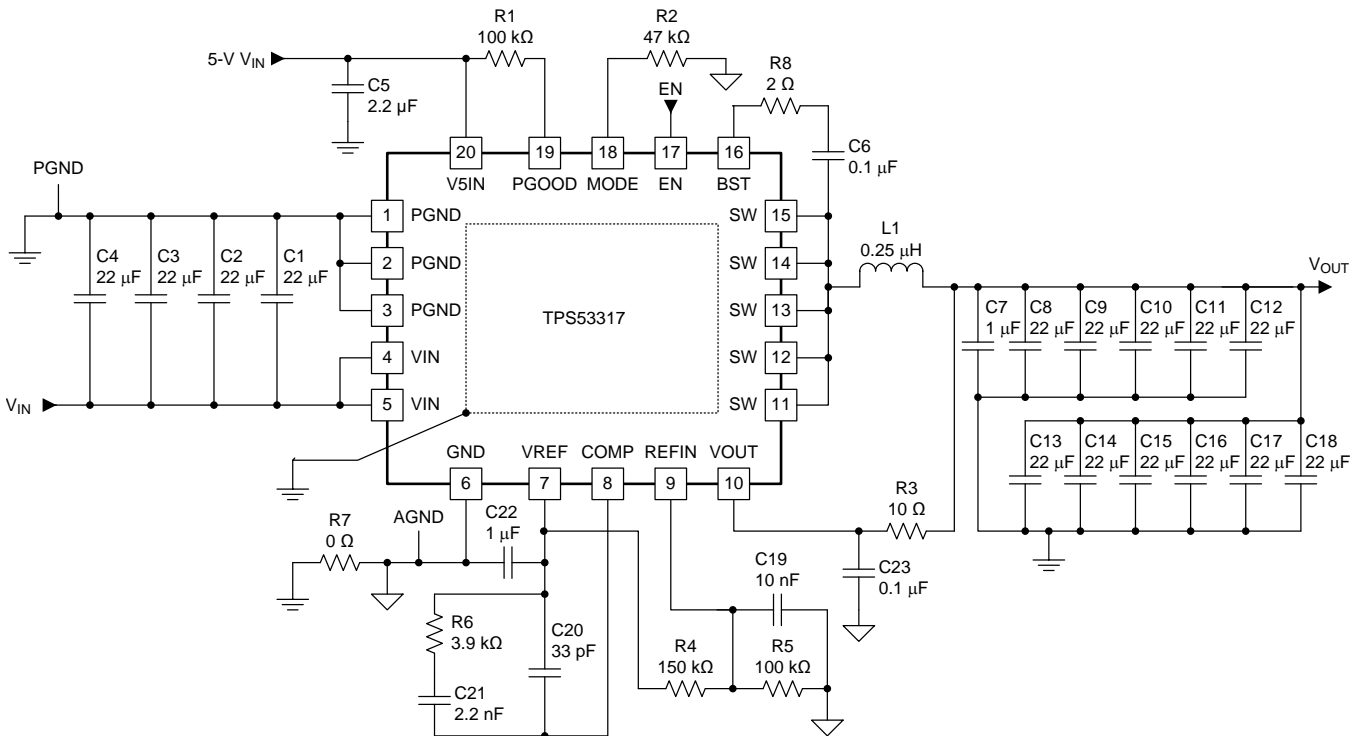 R1
100 kΩ
R2
47 kΩ
5-V VIN
C5
2.2 µF
EN
R8
2 Ω
C6
0.1 µF
20
19
18
17
16
V5IN
PGOOD
MODE
EN
BST
PGND
1
PGND
2
PGND
3
PGND
4
VIN
5
VIN
C4
22 µF
C3
22 µF
C2
22 µF
C1
22 µF
VIN
TPS53317
SW
15
SW
14
SW
13
SW
12
SW
11
L1
0.25 µH
VOUT
C7
1 µF
C8
22 µF
C9
22 µF
C10
22 µF
C11
22 µF
C12
22 µF
C13
22 µF
C14
22 µF
C15
22 µF
C16
22 µF
C17
22 µF
C18
22 µF
GND
VREF
COMP
REFIN
VOUT
6
7
8
9
10
R7
0 Ω
AGND
C22
1 µF
R3
10 Ω
C23
0.1 µF
C19
10 nF
R6
3.9 kΩ
C20
33 pF
R4
150 kΩ
R5
100 kΩ
C21
2.2 nF